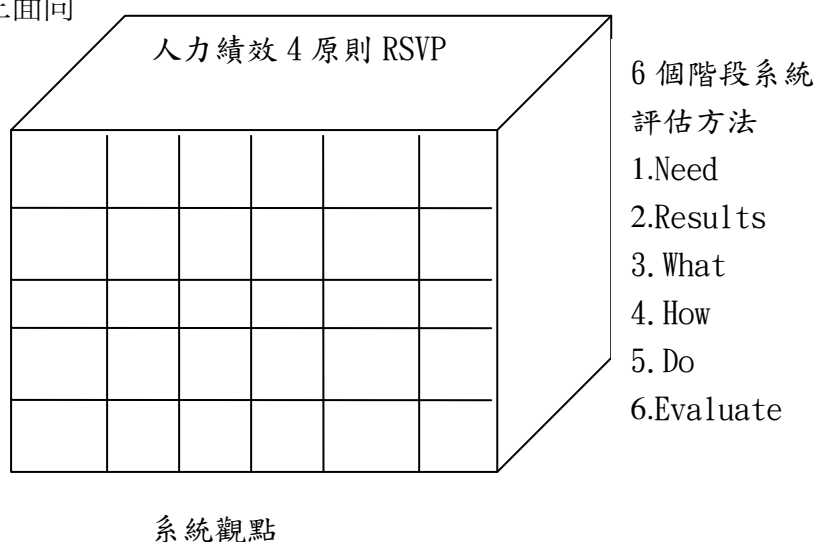 面向
人力績效 4 原則 RSVP
6 個階段系統
評估方法
1.Need
2.Results
3.What
4.How
5.Do
6.Evaluate
系統觀點